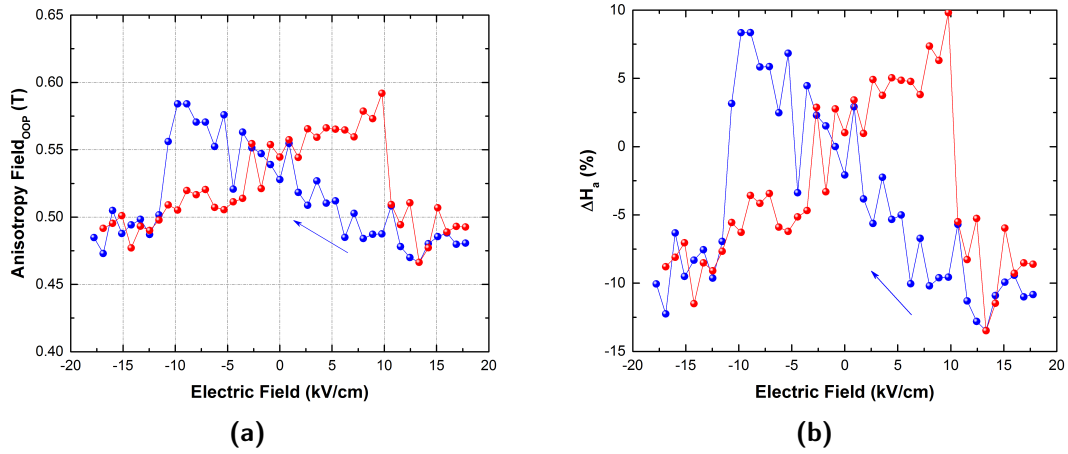 0.65
0.60
0.55
0.50
0.45
0.40
Anisotropy Field_OOP (T)
-20 -15 -10 -5 0 5 10 15 20
Electric Field (kV/cm)
(a)
10
5
0
-5
-10
-15
ΔH_a (%)
-20 -15 -10 -5 0 5 10 15 20
Electric Field (kV/cm)
(b)